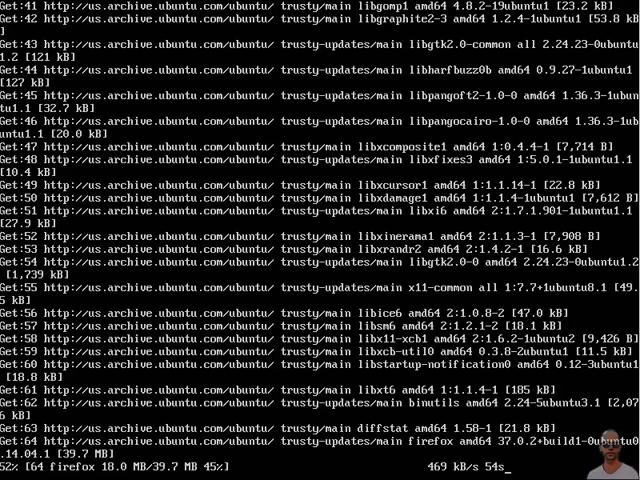 Get:41 http://us.archive.ubuntu.com/ubuntu/ trusty/main libgomp1 amd64 4.8.2-19ubuntu1 [23.2 kB]
Get:42 http://us.archive.ubuntu.com/ubuntu/ trusty/main libgraphite2-3 amd64 1.2.4-1ubuntu1 [53.8 kB
]
Get:43 http://us.archive.ubuntu.com/ubuntu/ trusty-updates/main libgtk2.0-common all 2.24.23-0ubuntu
1.2 [121 kB]
Get:44 http://us.archive.ubuntu.com/ubuntu/ trusty-updates/main libharfbuzz0b amd64 0.9.27-1ubuntu1
[127 kB]
Get:45 http://us.archive.ubuntu.com/ubuntu/ trusty-updates/main libpangoft2-1.0-0 amd64 1.36.3-1ubun
tu1.1 [32.7 kB]
Get:46 http://us.archive.ubuntu.com/ubuntu/ trusty-updates/main libpangocairo-1.0-0 amd64 1.36.3-1ub
untu1.1 [20.0 kB]
Get:47 http://us.archive.ubuntu.com/ubuntu/ trusty/main libxcomposite1 amd64 1:0.4.4-1 [7,714 B]
Get:48 http://us.archive.ubuntu.com/ubuntu/ trusty-updates/main libxfixes3 amd64 1:5.0.1-1ubuntu1.1
[10.4 kB]
Get:49 http://us.archive.ubuntu.com/ubuntu/ trusty/main libxcursor1 amd64 1:1.1.14-1 [22.8 kB]
Get:50 http://us.archive.ubuntu.com/ubuntu/ trusty/main libxdamage1 amd64 1:1.1.4-1ubuntu1 [7,612 B]
Get:51 http://us.archive.ubuntu.com/ubuntu/ trusty-updates/main libxi6 amd64 2:1.7.1.901-1ubuntu1.1
[27.9 kB]
Get:52 http://us.archive.ubuntu.com/ubuntu/ trusty/main libxinerama1 amd64 2:1.1.3-1 [7,908 B]
Get:53 http://us.archive.ubuntu.com/ubuntu/ trusty/main libxrandr2 amd64 2:1.4.2-1 [16.6 kB]
Get:54 http://us.archive.ubuntu.com/ubuntu/ trusty-updates/main libgtk2.0-0 amd64 2.24.23-0ubuntu1.2
[1,739 kB]
Get:55 http://us.archive.ubuntu.com/ubuntu/ trusty-updates/main x11-common all 1:7.7+1ubuntu8.1 [49.
5 kB]
Get:56 http://us.archive.ubuntu.com/ubuntu/ trusty/main libice6 amd64 2:1.0.8-2 [47.0 kB]
Get:57 http://us.archive.ubuntu.com/ubuntu/ trusty/main libsm6 amd64 2:1.2.1-2 [18.1 kB]
Get:58 http://us.archive.ubuntu.com/ubuntu/ trusty/main libx11-xcb1 amd64 2:1.6.2-1ubuntu2 [9,426 B]
Get:59 http://us.archive.ubuntu.com/ubuntu/ trusty/main libxcb-util0 amd64 0.3.8-2ubuntu1 [11.5 kB]
Get:60 http://us.archive.ubuntu.com/ubuntu/ trusty/main libstartup-notification0 amd64 0.12-3ubuntu1
[18.8 kB]
Get:61 http://us.archive.ubuntu.com/ubuntu/ trusty/main libxt6 amd64 1:1.1.4-1 [185 kB]
Get:62 http://us.archive.ubuntu.com/ubuntu/ trusty-updates/main binutils amd64 2.24-5ubuntu3.1 [2,07
6 kB]
Get:63 http://us.archive.ubuntu.com/ubuntu/ trusty/main diffstat amd64 1.58-1 [21.8 kB]
Get:64 http://us.archive.ubuntu.com/ubuntu/ trusty-updates/main firefox amd64 37.0.2+build1-0ubuntu0
.14.04.1 [39.7 MB]
52% [64 firefox 18.0 MB/39.7 MB 45%] 469 kB/s 54s_